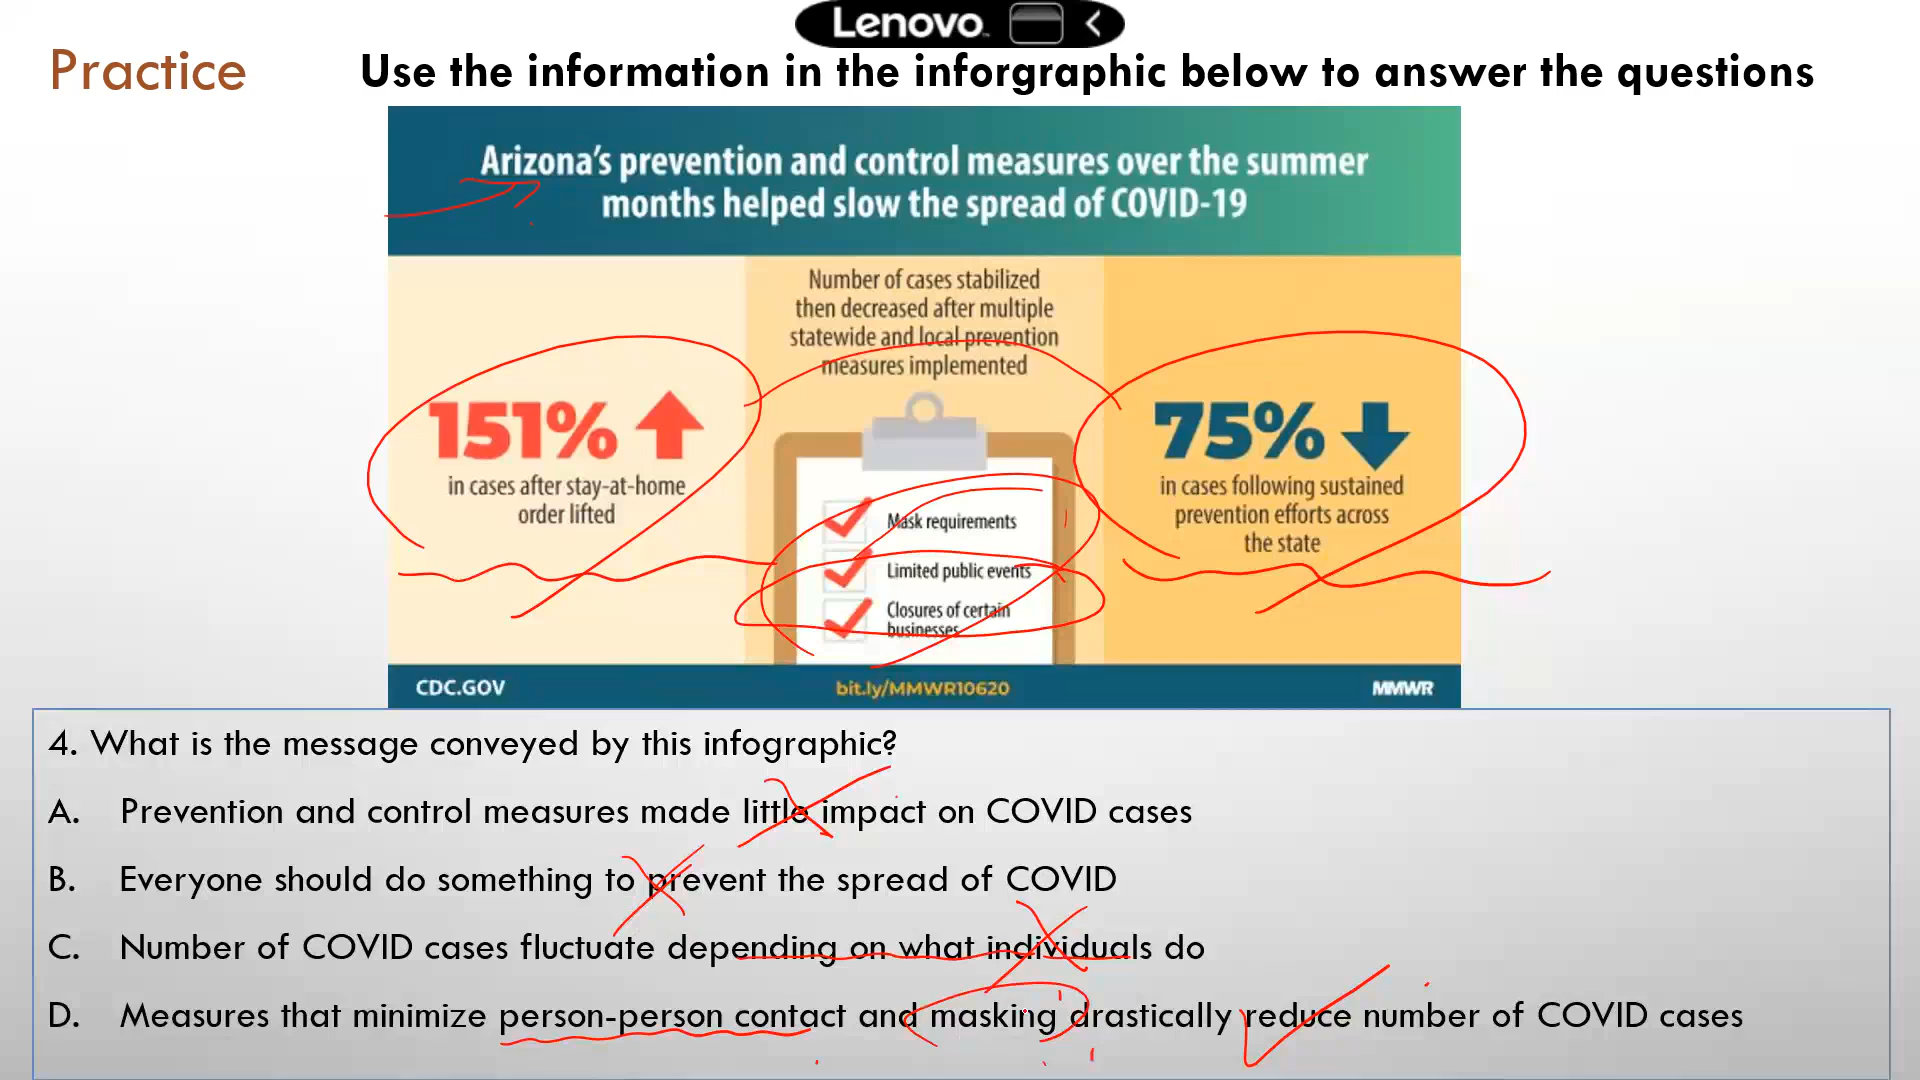 Lenovo
Practice
Use the information in the inforgraphic below to answer the questions
Arizona's prevention and control measures over the summer
months helped slow the spread of COVID-19
151%
in cases after stay-at-home
order lifted
Number of cases stabilized
then decreased after multiple
statewide and local prevention
measures implemented
Mask requirements
Limited public events
Closures of certain
businesses
75%
in cases following sustained
prevention efforts across
the state
CDC.GOV
bit.ly/MMWR10620
MMWR
4. What is the message conveyed by this infographic?
A. Prevention and control measures made little impact on COVID cases
B. Everyone should do something to prevent the spread of COVID
C. Number of COVID cases fluctuate depending on what individuals do
D. Measures that minimize person-person contact and masking drastically reduce number of COVID cases